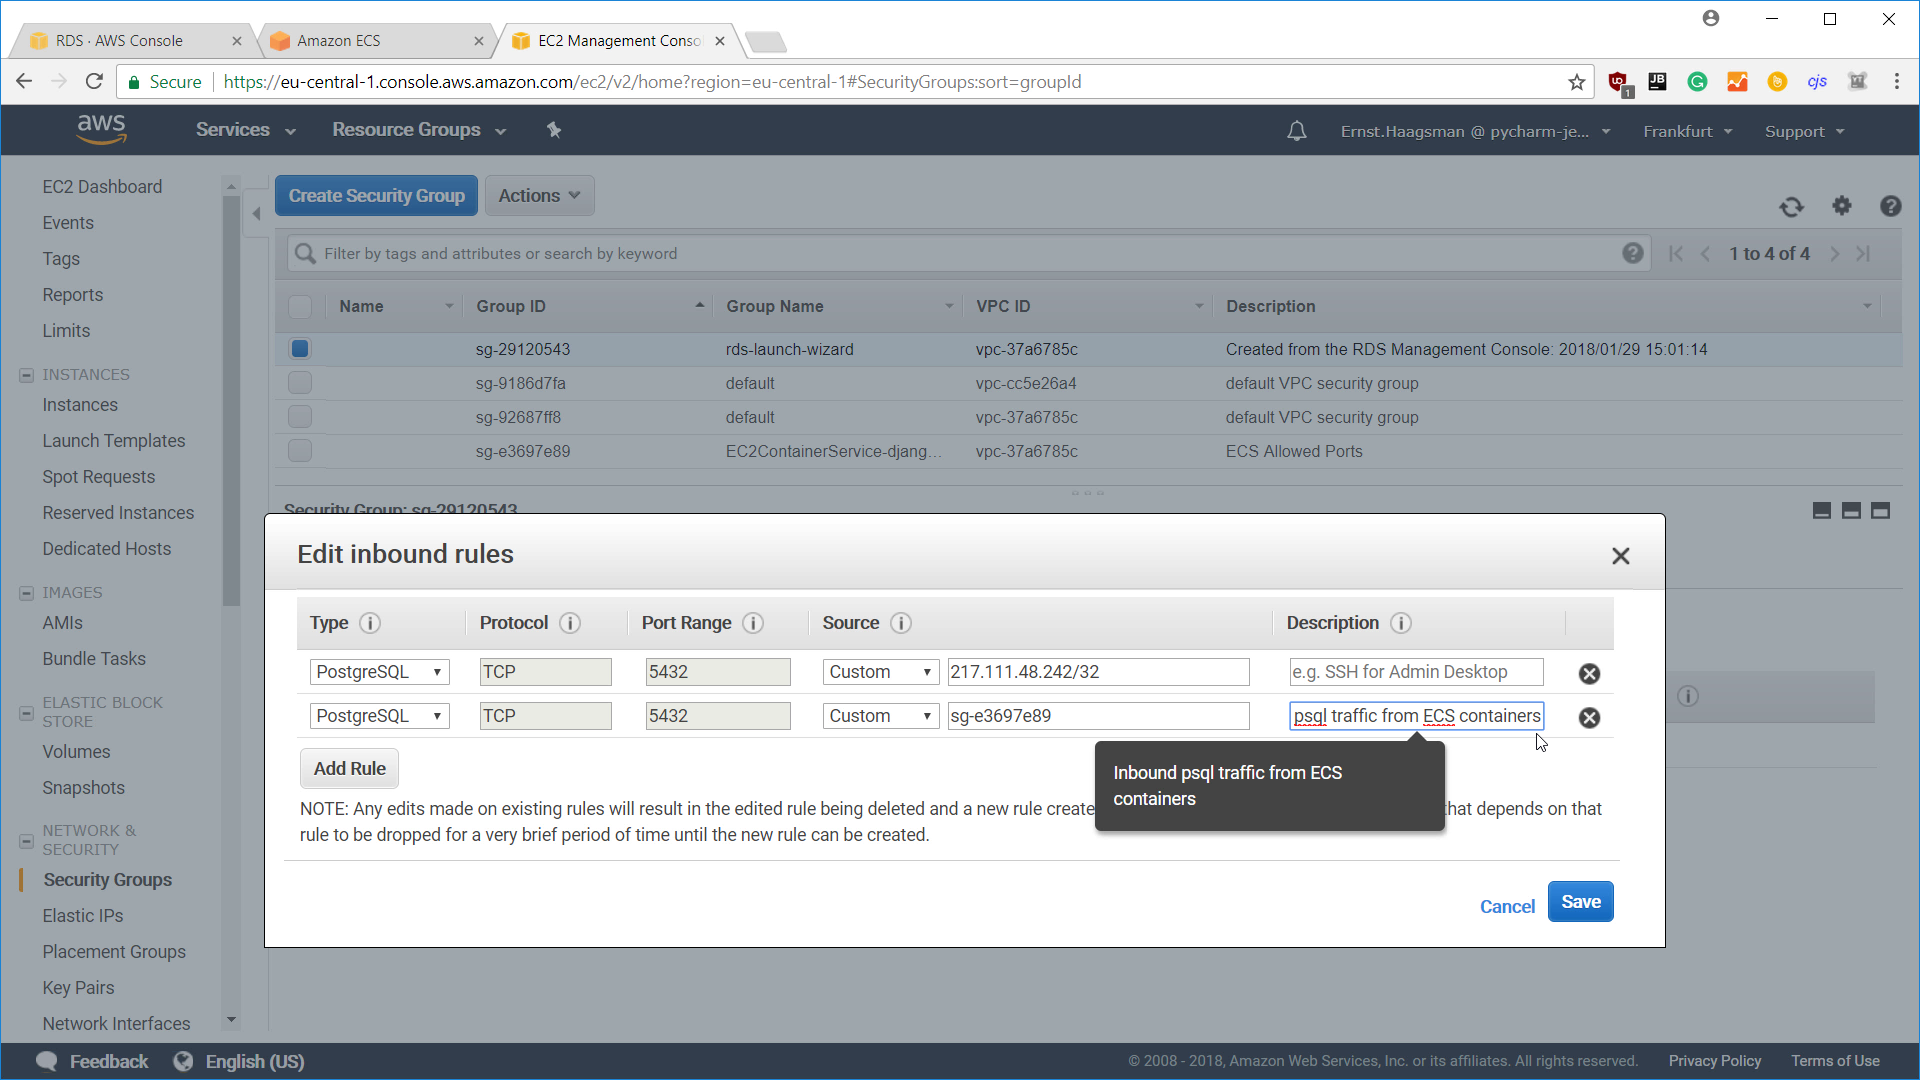 RDS · AWS Console
Amazon ECS
EC2 Management Conso
Secure
https://eu-central-1.console.aws.amazon.com/ec2/v2/home?region=eu-central-1#SecurityGroups:sort=groupId
1
JB
cjs
aws
Services
Resource Groups
Ernst.Haagsman @ pycharm-je...
Frankfurt
Support
EC2 Dashboard
Events
Tags
Reports
Limits
INSTANCES
Instances
Launch Templates
Spot Requests
Reserved Instances
Dedicated Hosts
IMAGES
AMIs
Bundle Tasks
ELASTIC BLOCK
STORE
Volumes
Snapshots
NETWORK &
SECURITY
Security Groups
Elastic IPs
Placement Groups
Key Pairs
Network Interfaces
Create Security Group
Actions
Filter by tags and attributes or search by keyword
1 to 4 of 4
Name Group ID Group Name VPC ID Description
sg-29120543 rds-launch-wizard vpc-37a6785c Created from the RDS Management Console: 2018/01/29 15:01:14
sg-9186d7fa default vpc-cc5e26a4 default VPC security group
sg-92687ff8 default vpc-37a6785c default VPC security group
sg-e3697e89 EC2ContainerService-djang... vpc-37a6785c ECS Allowed Ports
Security Group: sg-29120543
Edit inbound rules
Type Protocol Port Range Source Description
PostgreSQL TCP 5432 Custom 217.111.48.242/32 e.g. SSH for Admin Desktop
PostgreSQL TCP 5432 Custom sg-e3697e89 psql traffic from ECS containers
Add Rule
Inbound psql traffic from ECS
containers
NOTE: Any edits made on existing rules will result in the edited rule being deleted and a new rule create hat depends on that
rule to be dropped for a very brief period of time until the new rule can be created.
Cancel
Save
Feedback
English (US)
© 2008 - 2018, Amazon Web Services, Inc. or its affiliates. All rights reserved.
Privacy Policy
Terms of Use